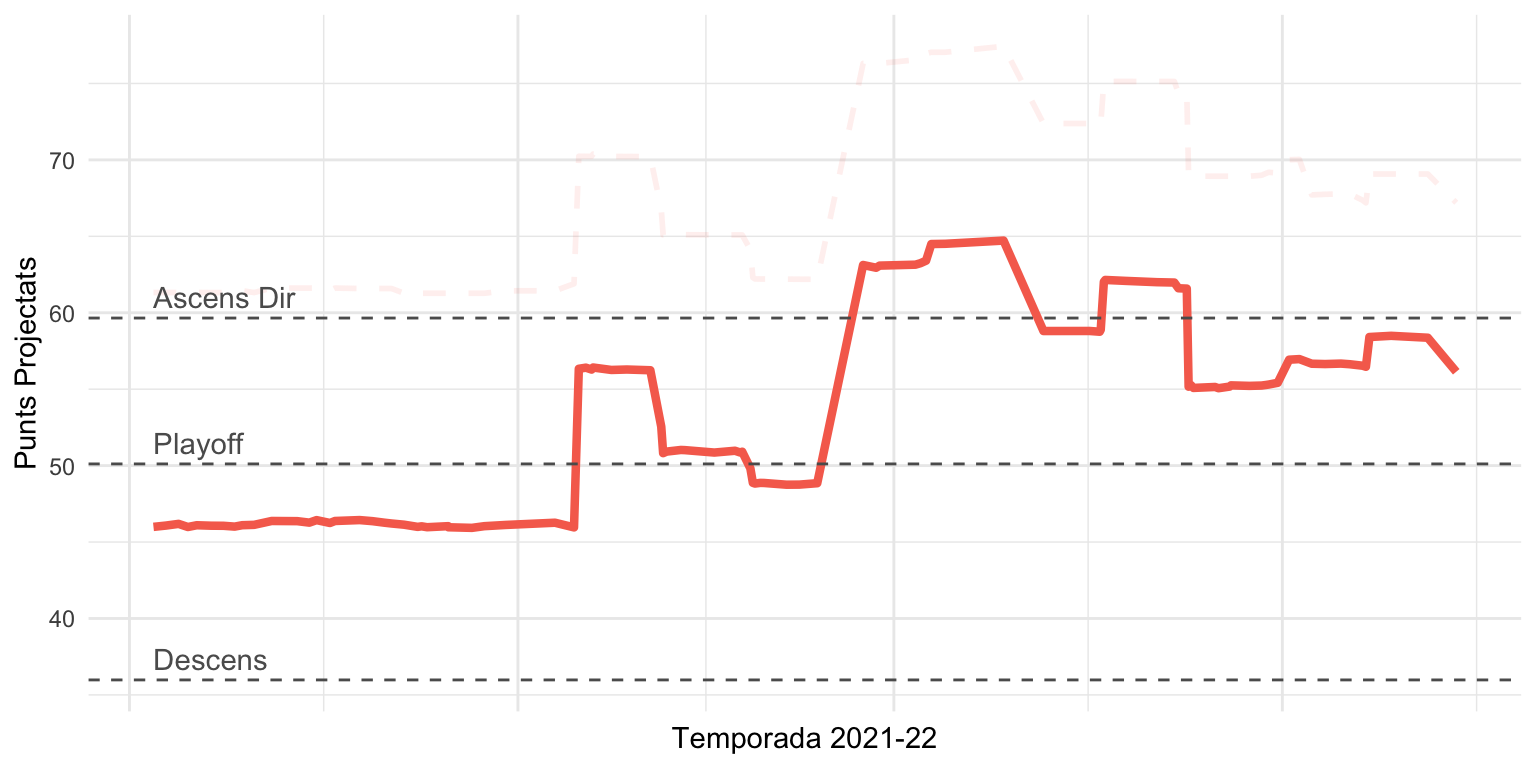 70
60
50
40
Punts Projectats
Ascens Dir
Playoff
Descens
Temporada 2021-22